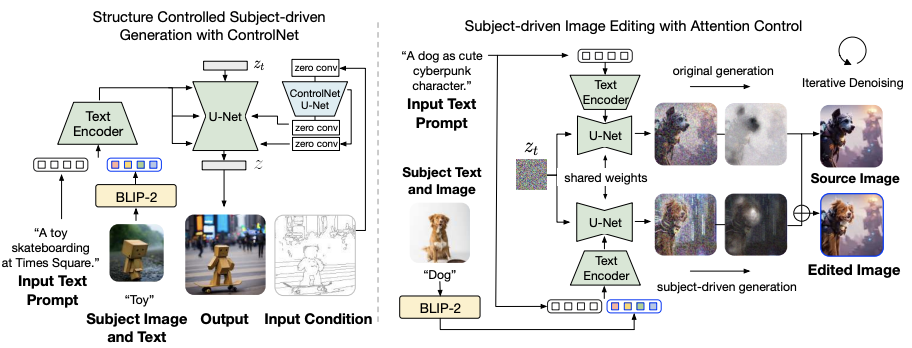 Structure Controlled Subject-driven
Generation with ControlNet
z_t
zero conv
ControlNet
U-Net
Text
Encoder
U-Net
zero conv
zero conv
z
BLIP-2
"A toy
skateboarding
at Times Square."
Input Text
Prompt
"Toy"
Subject Image
and Text
Output
Input Condition
Subject-driven Image Editing with Attention Control
"A dog as cute
cyberpunk
character."
Input Text
Prompt
Text
Encoder
original generation
Iterative Denoising
U-Net
z_t
Source Image
Subject Text
and Image
shared weights
U-Net
"Dog"
Text
Encoder
Edited Image
subject-driven generation
BLIP-2